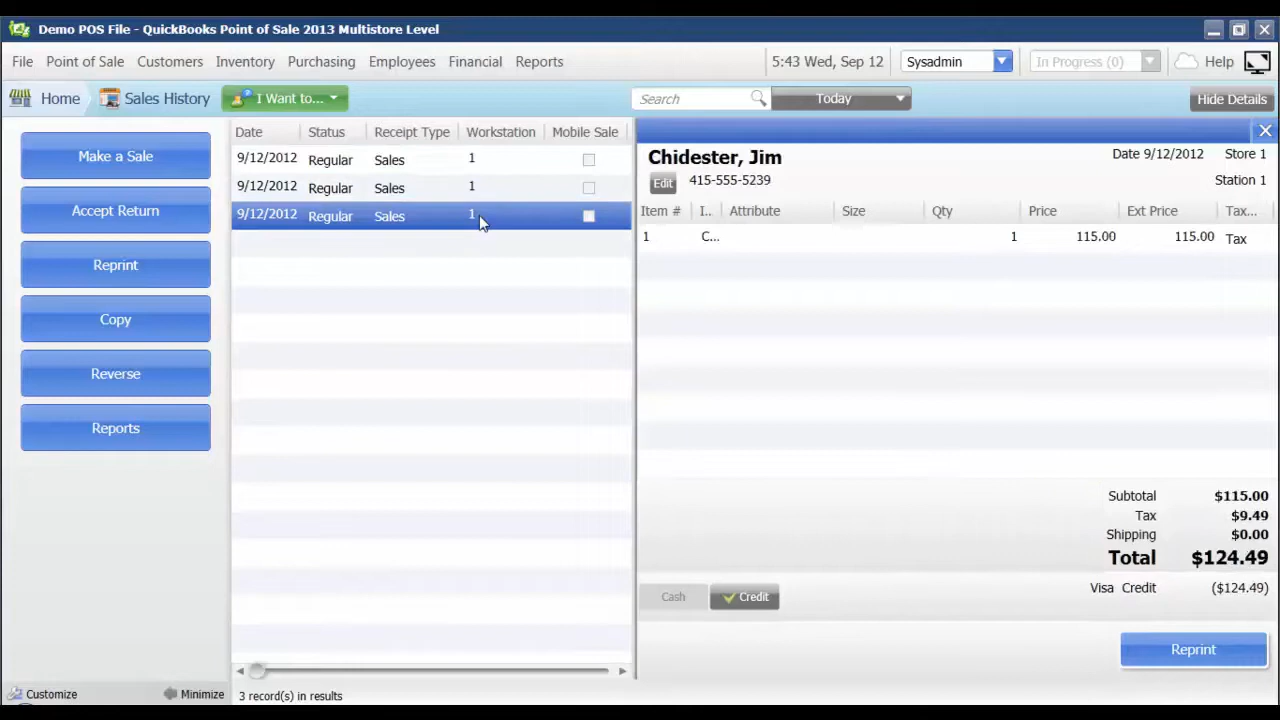 Demo POS File - QuickBooks Point of Sale 2013 Multistore Level
File Point of Sale Customers Employees Inventory Purchasing Financial Reports 5:43 Wed, Sep 12 Sysadmin In Progress (0) Help
Home Sales History I Want to... Search Today Hide Details
Make a Sale
Accept Return
Reprint
Copy
Reverse
Reports
Customize Minimize
Date Status Receipt Type Workstation Mobile Sale
9/12/2012 Regular Sales 1
9/12/2012 Regular Sales 1
9/12/2012 Regular Sales 1
3 record(s) in results
Chidester, Jim Date 9/12/2012 Store 1
Edit 415-555-5239 Station 1
Item # I... Attribute Size Qty Price Ext Price Tax...
1 C... 1 115.00 115.00 Tax
Subtotal $115.00
Tax $9.49
Shipping $0.00
Total $124.49
Cash Credit Visa Credit ($124.49)
Reprint